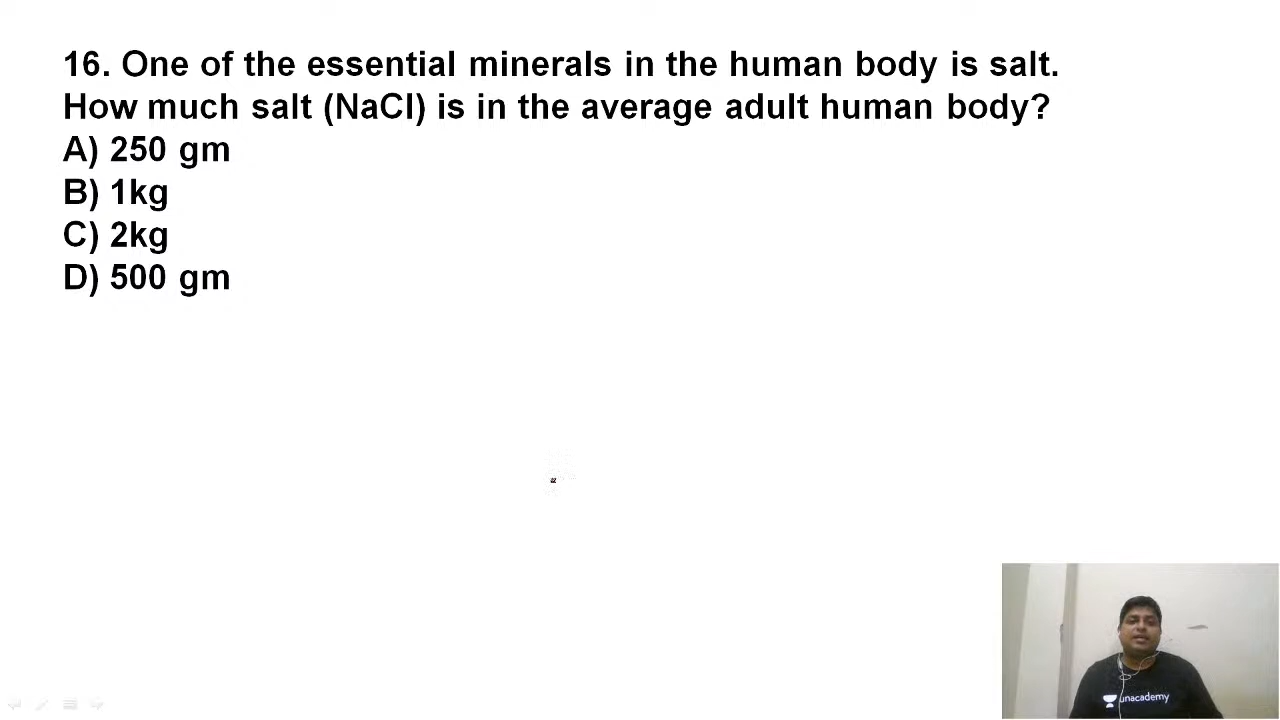 16. One of the essential minerals in the human body is salt.
How much salt (NaCl) is in the average adult human body?
A) 250 gm
B) 1kg
C) 2kg
D) 500 gm
unacademy